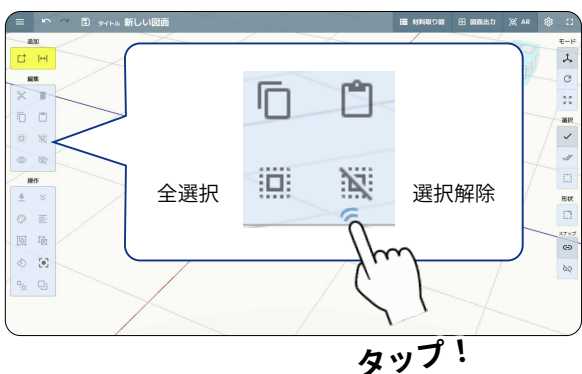 タイトル 新しい図面
材料取り図
図面出力
AR
追加
編集
操作
モード
選択
形状
スナップ
全選択
選択解除
タップ！